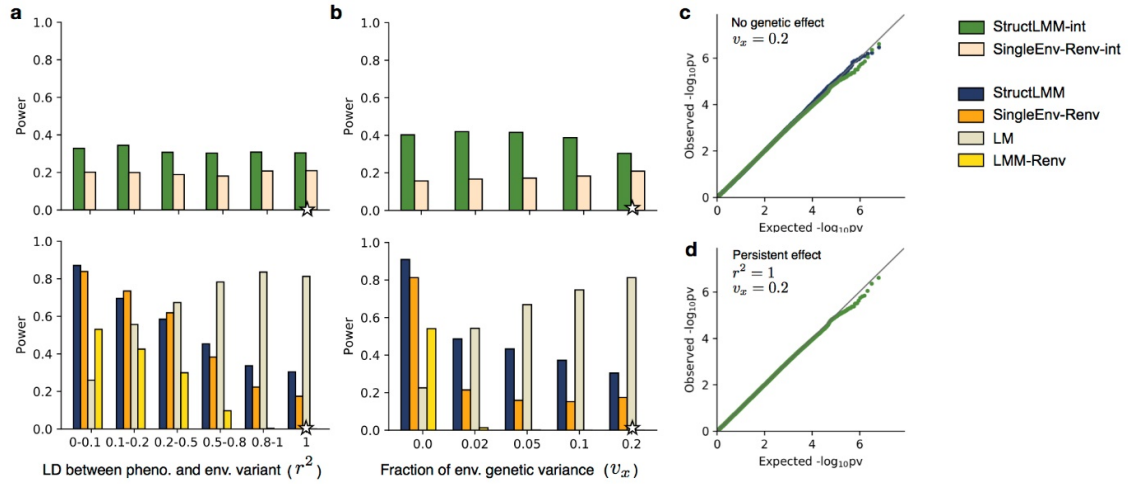 a
b
c
d
1.0
0.8
0.6
0.4
0.2
0.0
Power
1.0
0.8
0.6
0.4
0.2
0.0
Power
0-0.1 0.1-0.2 0.2-0.5 0.5-0.8 0.8-1 1
LD between pheno. and env. variant (r²)
1.0
0.8
0.6
0.4
0.2
0.0
Power
1.0
0.8
0.6
0.4
0.2
0.0
Power
0.0 0.02 0.05 0.1 0.2
Fraction of env. genetic variance (vₓ)
No genetic effect
vₓ = 0.2
6
4
2
0
Observed -log₁₀pv
0 2 4 6
Expected -log₁₀pv
Persistent effect
r² = 1
vₓ = 0.2
6
4
2
0
Observed -log₁₀pv
0 2 4 6
Expected -log₁₀pv
StructLMM-int
SingleEnv-Renv-int
StructLMM
SingleEnv-Renv
LM
LMM-Renv